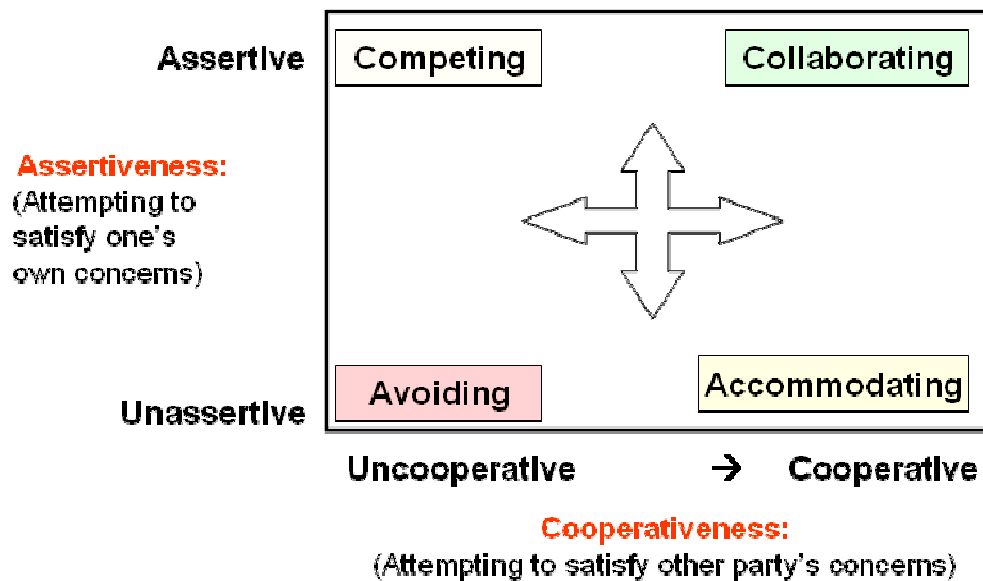 Assertive
Competing
Collaborating
Assertiveness:
(Attempting to
satisfy one's
own concerns)
Avoiding
Accommodating
Unassertive
Uncooperative → Cooperative
Cooperativeness:
(Attempting to satisfy other party's concerns)